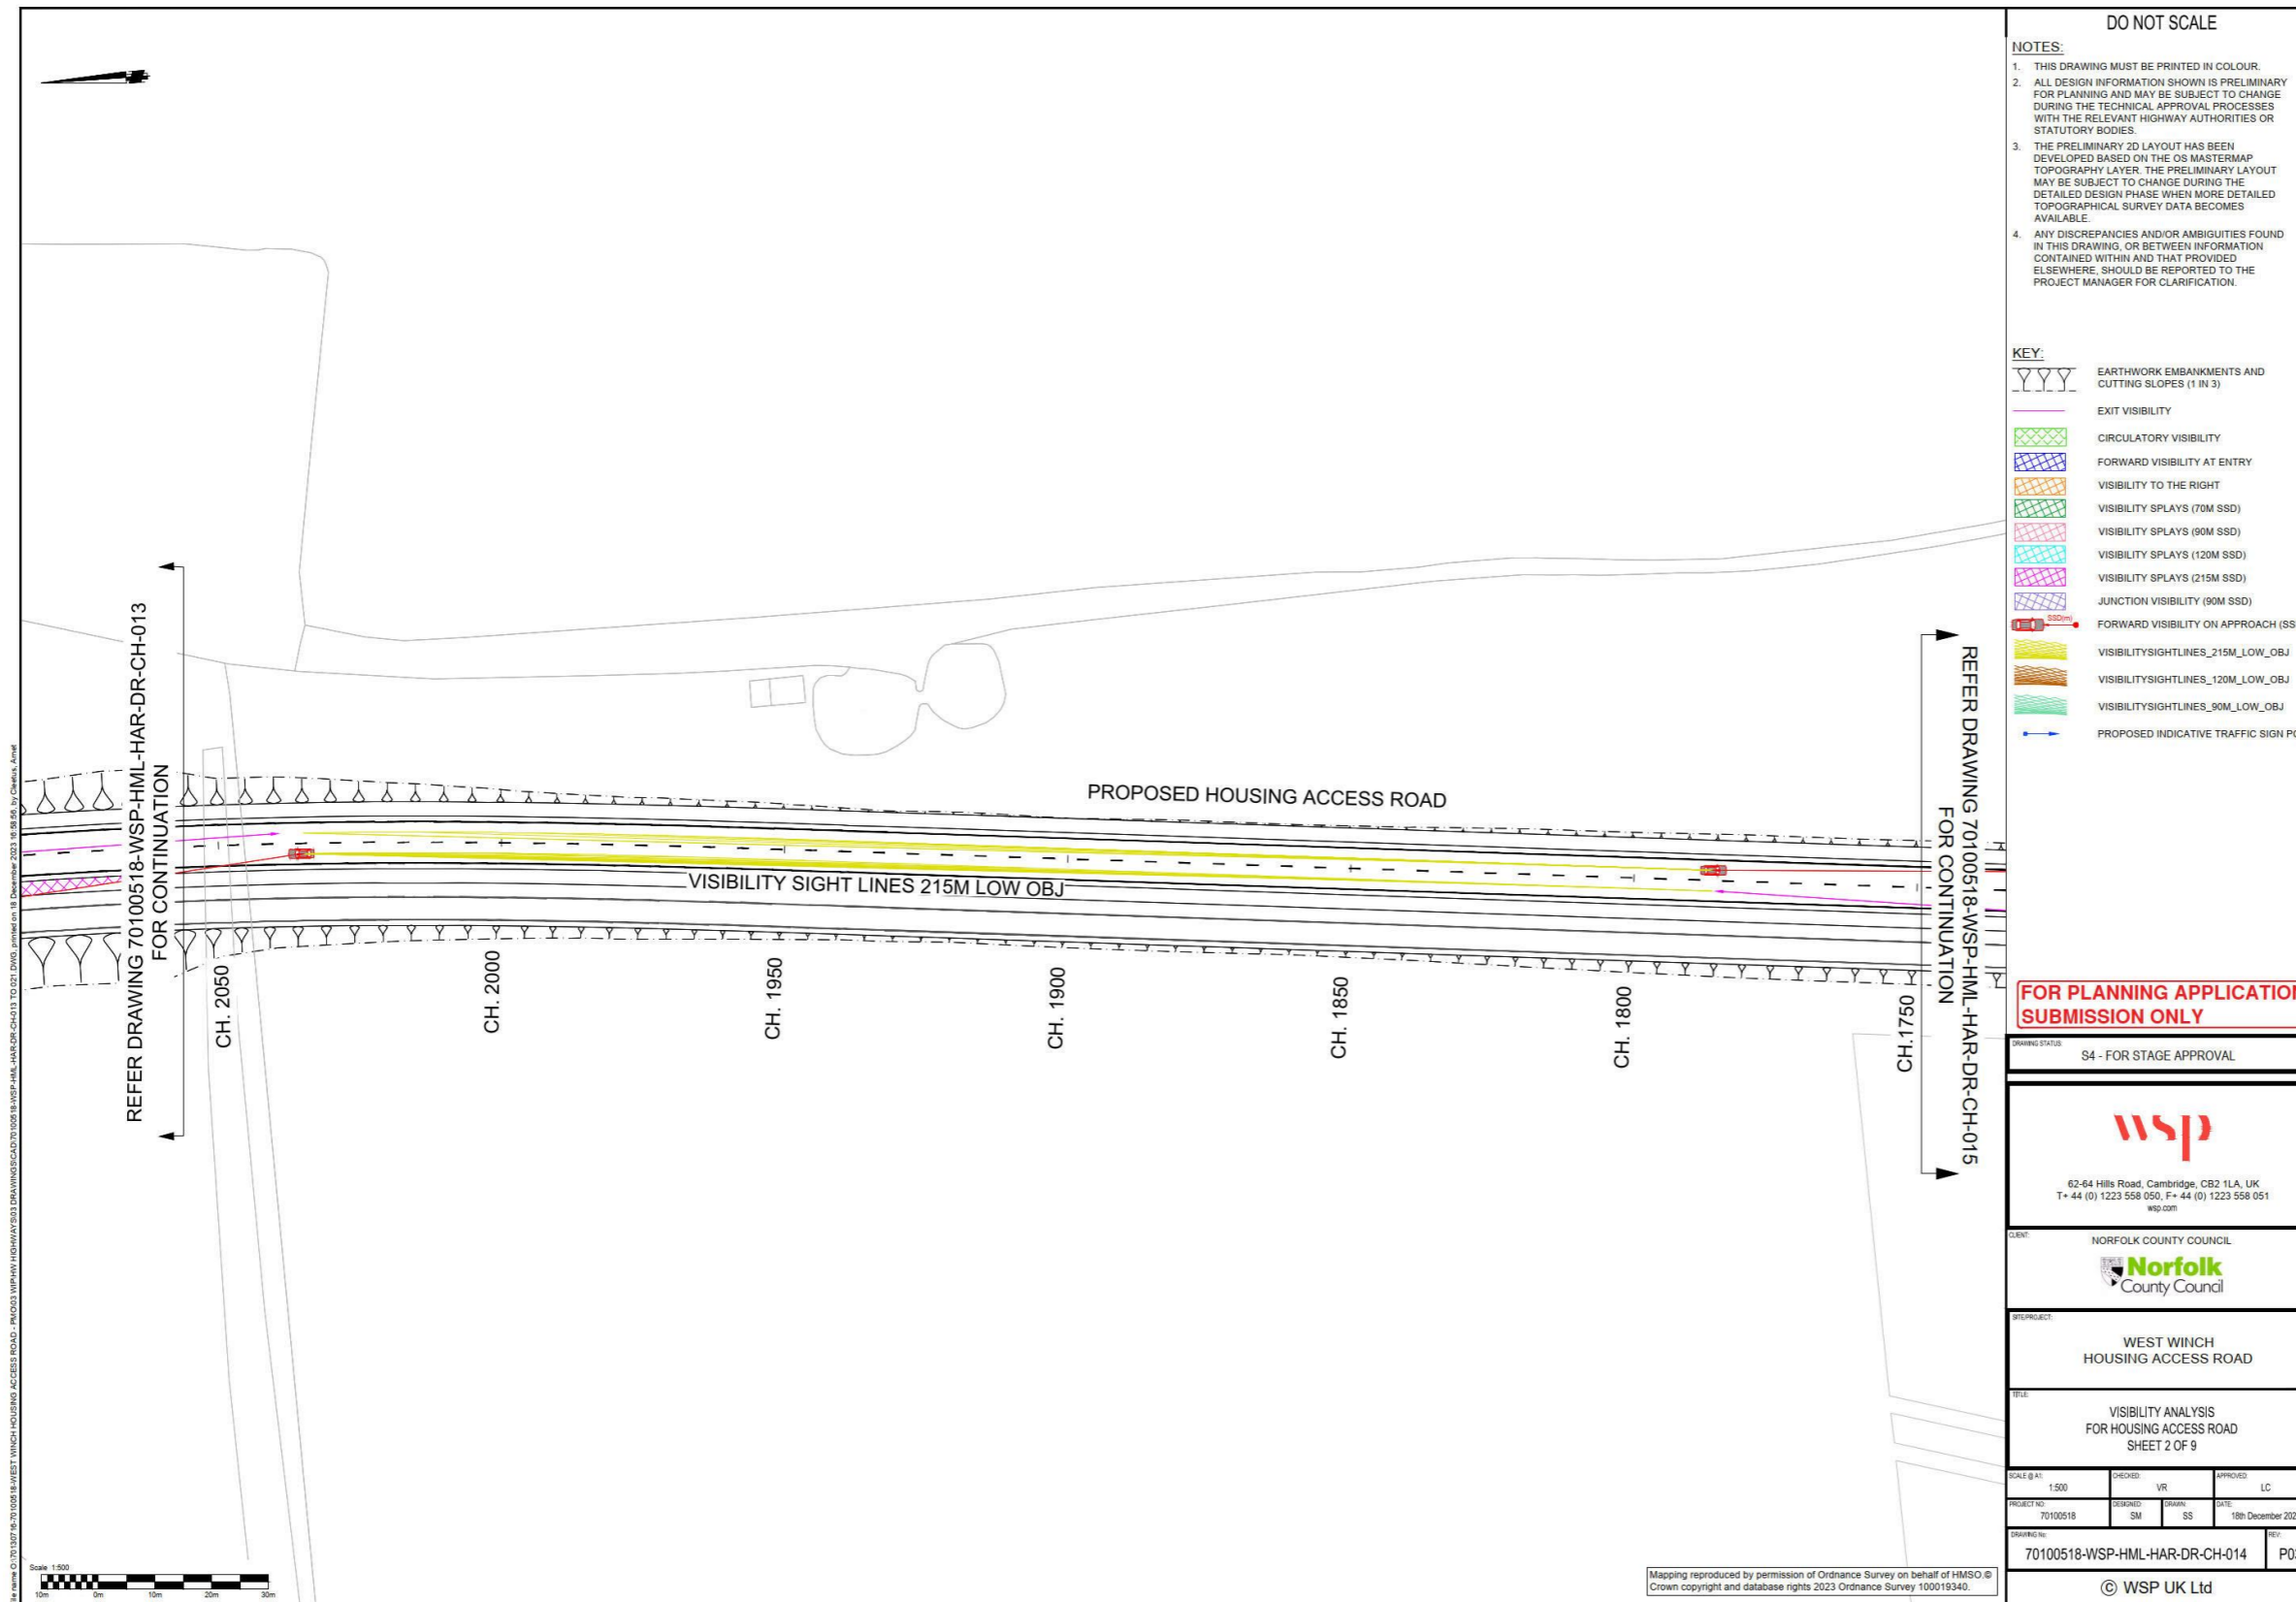 DO NOT SCALE
NOTES:
1. THIS DRAWING MUST BE PRINTED IN COLOUR.
2. ALL DESIGN INFORMATION SHOWN IS PRELIMINARY
FOR PLANNING AND MAY BE SUBJECT TO CHANGE
DURING THE TECHNICAL APPROVAL PROCESSES
WITH THE RELEVANT HIGHWAY AUTHORITIES OR
STATUTORY BODIES.
3. THE PRELIMINARY 2D LAYOUT HAS BEEN
DEVELOPED BASED ON THE OS MASTERMAP
TOPOGRAPHY LAYER. THE PRELIMINARY LAYOUT
MAY BE SUBJECT TO CHANGE DURING THE
DETAILED DESIGN PHASE WHEN MORE DETAILED
TOPOGRAPHICAL SURVEY DATA BECOMES
AVAILABLE.
4. ANY DISCREPANCIES AND/OR AMBIGUITIES FOUND
IN THIS DRAWING, OR BETWEEN INFORMATION
CONTAINED WITHIN AND THAT PROVIDED
ELSEWHERE, SHOULD BE REPORTED TO THE
PROJECT MANAGER FOR CLARIFICATION.
KEY:
EARTHWORK EMBANKMENTS AND
CUTTING SLOPES (1 IN 3)
EXIT VISIBILITY
CIRCULATORY VISIBILITY
FORWARD VISIBILITY AT ENTRY
VISIBILITY TO THE RIGHT
VISIBILITY SPLAYS (70M SSD)
VISIBILITY SPLAYS (90M SSD)
VISIBILITY SPLAYS (120M SSD)
VISIBILITY SPLAYS (215M SSD)
JUNCTION VISIBILITY (90M SSD)
SSD(m)
FORWARD VISIBILITY ON APPROACH (SS
VISIBILITYSIGHTLINES_215M_LOW_OBJ
VISIBILITYSIGHTLINES_120M_LOW_OBJ
VISIBILITYSIGHTLINES_90M_LOW_OBJ
PROPOSED INDICATIVE TRAFFIC SIGN PO
REFER DRAWING 70100518-WSP-HML-HAR-DR-CH-013
FOR CONTINUATION
PROPOSED HOUSING ACCESS ROAD
VISIBILITY SIGHT LINES 215M LOW OBJ
CH. 2050
CH. 2000
CH. 1950
CH. 1900
CH. 1850
CH. 1800
CH.1750
REFER DRAWING 70100518-WSP-HML-HAR-DR-CH-015
FOR CONTINUATION
FOR PLANNING APPLICATION
SUBMISSION ONLY
DRAWING STATUS:
S4 - FOR STAGE APPROVAL
wsp
62-64 Hills Road, Cambridge, CB2 1LA, UK
T+ 44 (0) 1223 558 050, F+ 44 (0) 1223 558 051
wsp.com
CLIENT:
NORFOLK COUNTY COUNCIL
Norfolk
County Council
SITE/PROJECT:
WEST WINCH
HOUSING ACCESS ROAD
TITLE:
VISIBILITY ANALYSIS
FOR HOUSING ACCESS ROAD
SHEET 2 OF 9
SCALE @ A1: CHECKED: APPROVED:
1:500 VR LC
PROJECT NO: DESIGNED: DRAWN: DATE:
70100518 SM SS 18th December 202
DRAWING No: REV:
70100518-WSP-HML-HAR-DR-CH-014 P0
© WSP UK Ltd
Mapping reproduced by permission of Ordnance Survey on behalf of HMSO.©
Crown copyright and database rights 2023 Ordnance Survey 100019340.
Scale 1:500
10m 0m 10m 20m 30m